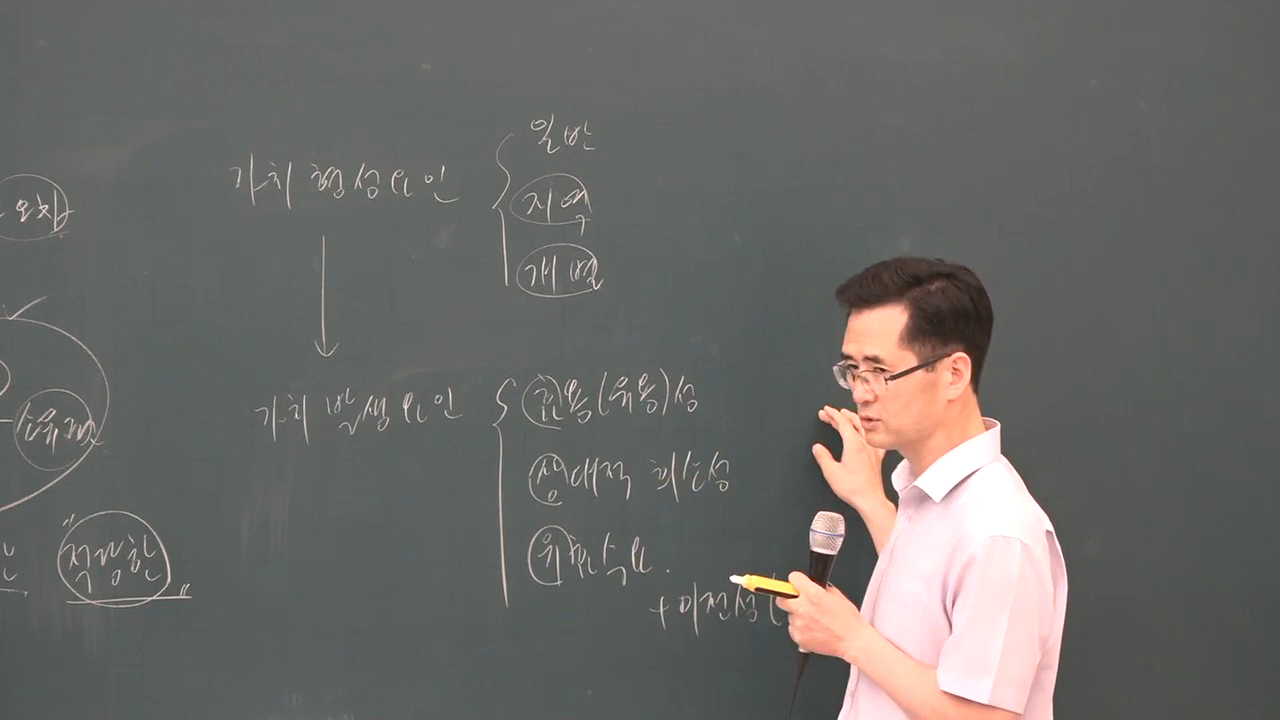 가치형성요인
일반
지역
개별
가치발생요인
효용(유용)성
상대적 희소성
유효수요.
+ 이전성(
"적정한"